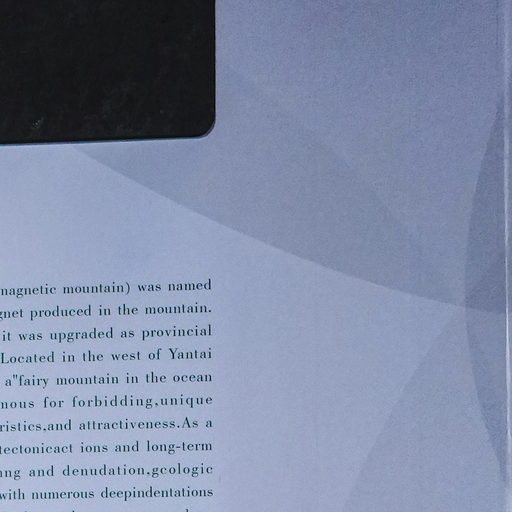 magnetic mountain) was named
gnet produced in the mountain.
it was upgraded as provincial
Located in the west of Yantai
a"fairy mountain in the ocean
nous for forbidding,unique
ristics,and attractiveness.As a
tectonicact ions and long-term
nng and denudation,gcologic
with numerous deepindentations